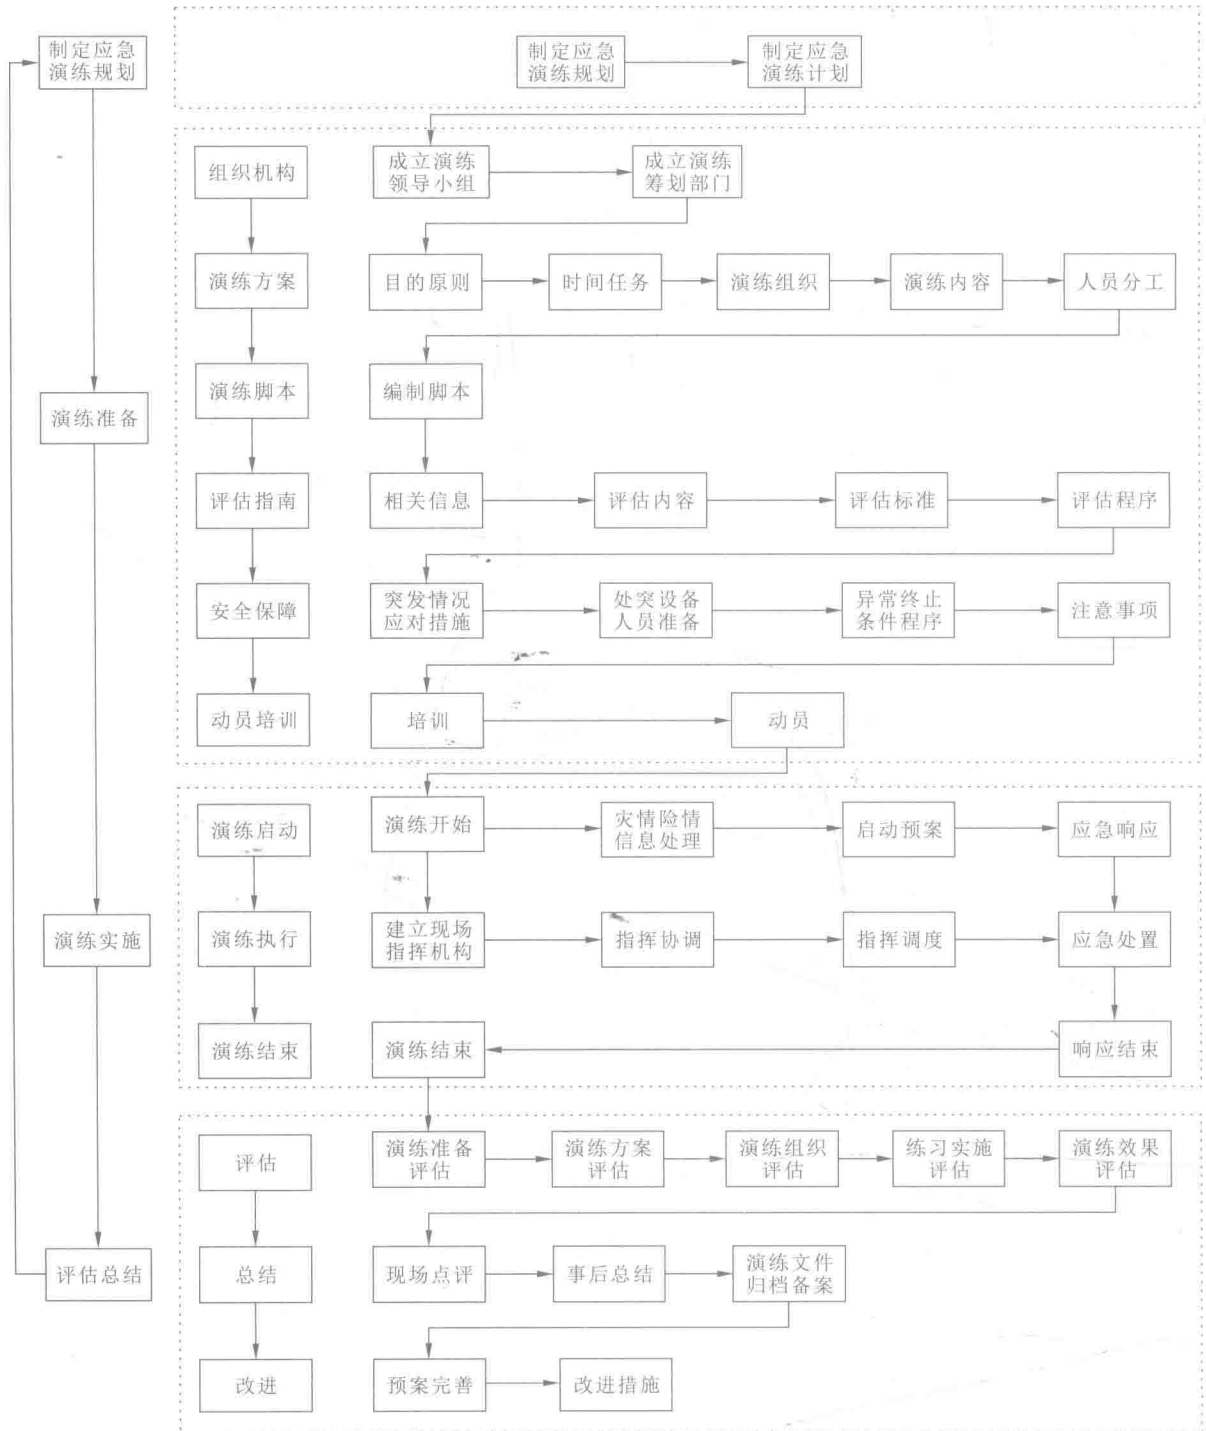 制定应急
演练规划
制定应急
演练规划
制定应急
演练计划
组织机构
成立演练
领导小组
成立演练
筹划部门
演练方案
目的原则
时间任务
演练组织
演练内容
人员分工
演练准备
演练脚本
编制脚本
评估指南
相关信息
评估内容
评估标准
评估程序
安全保障
突发情况
应对措施
处突设备
人员准备
异常终止
条件程序
注意事项
动员培训
培训
动员
演练启动
演练开始
灾情险情
信息处理
启动预案
应急响应
演练实施
演练执行
建立现场
指挥机构
指挥协调
指挥调度
应急处置
演练结束
演练结束
响应结束
评估
演练准备
评估
演练方案
评估
演练组织
评估
练习实施
评估
演练效果
评估
评估总结
总结
现场点评
事后总结
演练文件
归档备案
改进
预案完善
改进措施